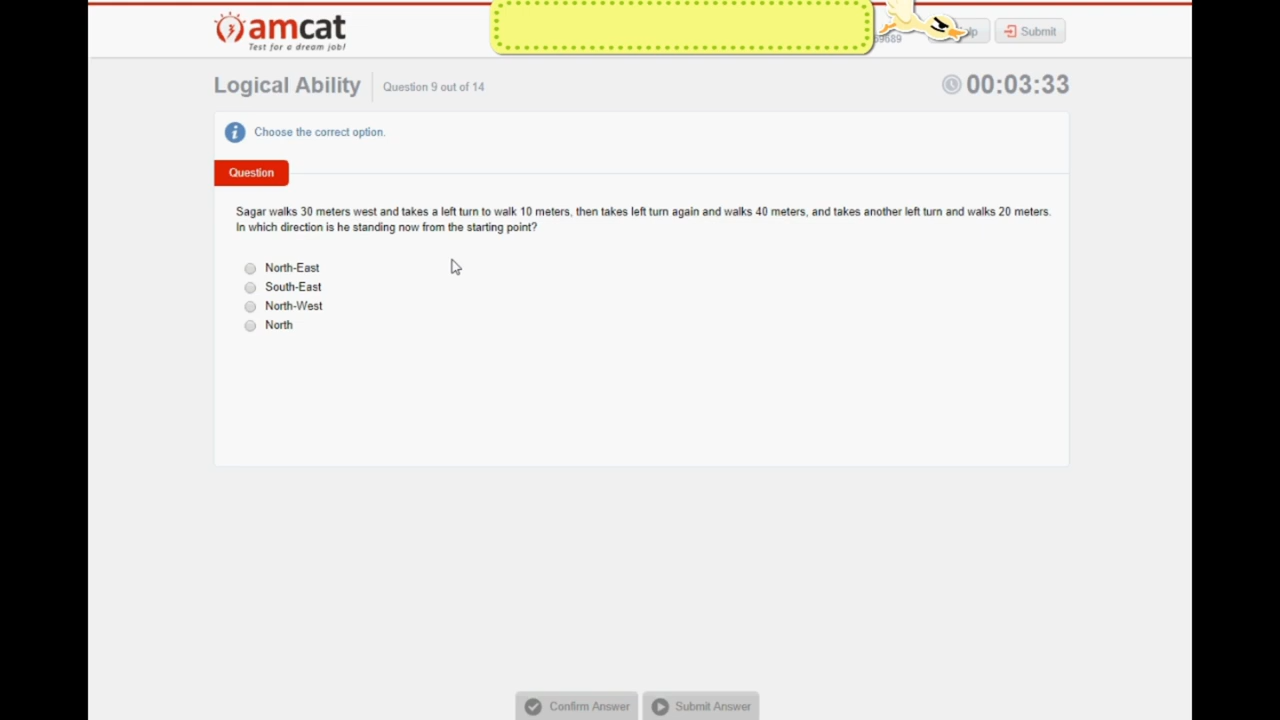 amcat
Test for a dream job!
Submit
Logical Ability
Question 9 out of 14
00:03:33
Choose the correct option.
Question
Sagar walks 30 meters west and takes a left turn to walk 10 meters, then takes left turn again and walks 40 meters, and takes another left turn and walks 20 meters.
In which direction is he standing now from the starting point?
North-East
South-East
North-West
North
Confirm Answer
Submit Answer